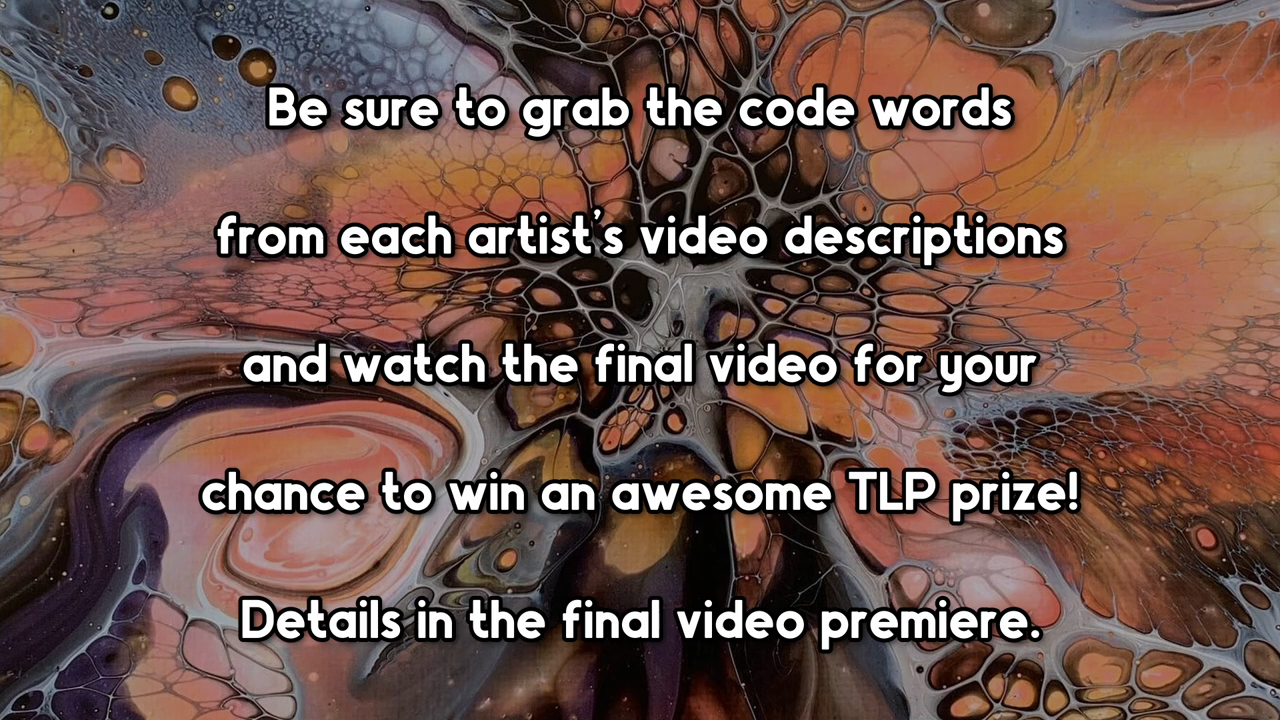 Be sure to grab the code words
from each artist’s video descriptions
and watch the final video for your
chance to win an awesome TLP prize!
Details in the final video premiere.